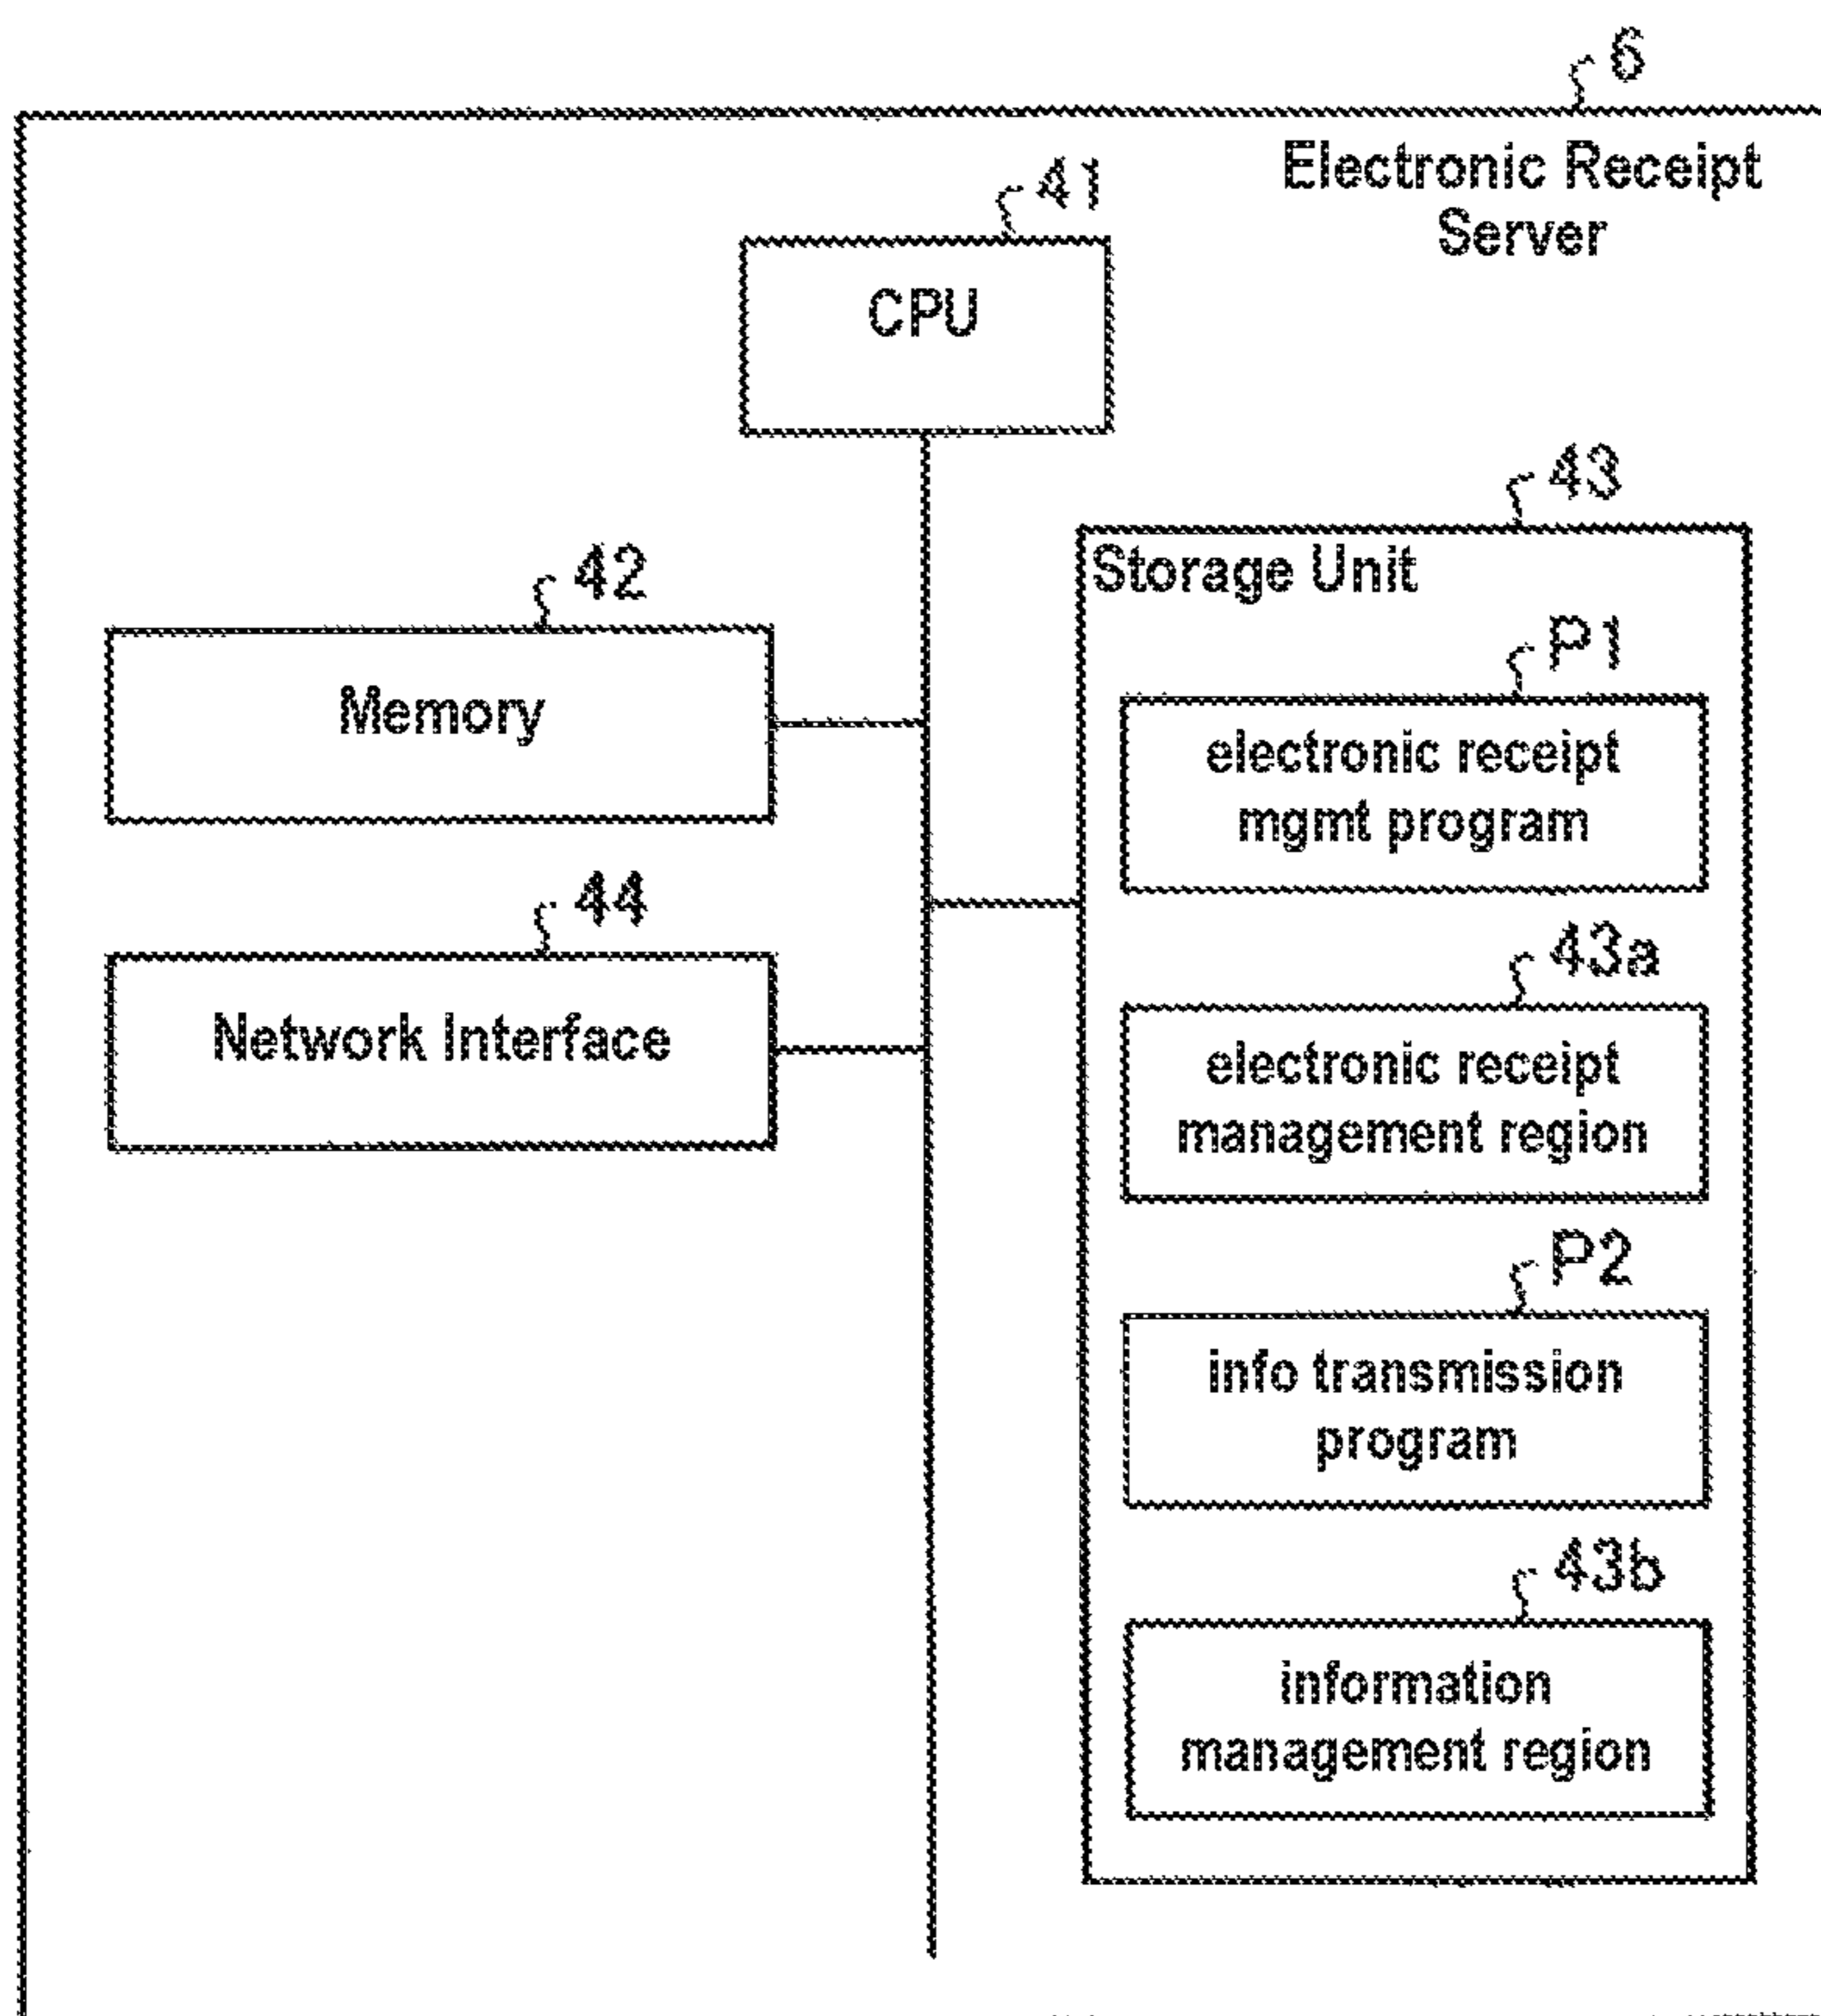 6
Electronic Receipt
Server
41
CPU
43
Storage Unit
42
Memory
P1
electronic receipt
mgmt program
44
Network Interface
43a
electronic receipt
management region
P2
info transmission
program
43b
information
management region